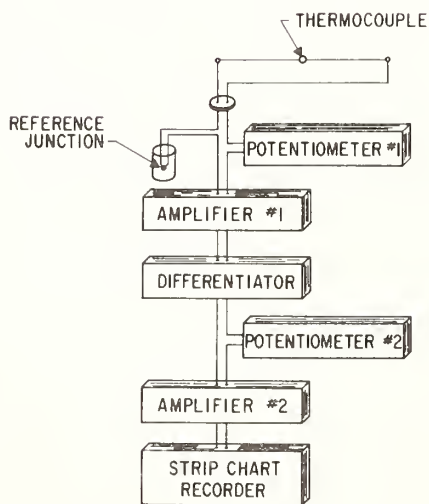 THERMOCOUPLE
REFERENCE
JUNCTION
POTENTIOMETER #1
AMPLIFIER #1
DIFFERENTIATOR
POTENTIOMETER #2
AMPLIFIER #2
STRIP CHART
RECORDER